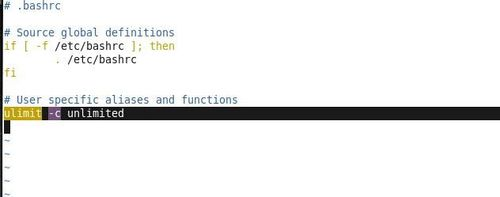 # .bashrc
# Source global definitions
if [ -f /etc/bashrc ]; then
. /etc/bashrc
fi
# User specific aliases and functions
ulimit -c unlimited
~
~
~
~
~